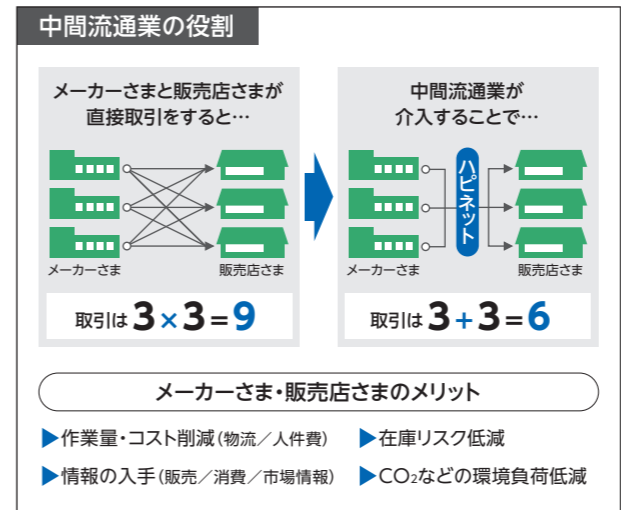 中間流通業の役割
メーカーさまと販売店さまが
直接取引をすると…
メーカーさま
販売店さま
取引は 3×3=9
中間流通業が
介入することで…
ハピネット
メーカーさま
販売店さま
取引は 3+3=6
メーカーさま・販売店さまのメリット
▶作業量・コスト削減(物流／人件費)
▶在庫リスク低減
▶情報の入手(販売／消費／市場情報)
▶CO₂などの環境負荷低減